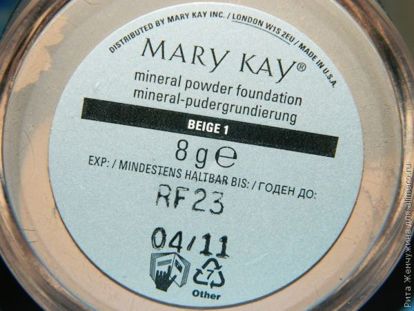 DISTRIBUTED BY MARY KAY INC. / LONDON W1S 2EU / MADE IN U.S.A.
MARY KAY®
mineral powder foundation
mineral-pudergrundierung
BEIGE 1
8 g ℮
EXP: / MINDESTENS HALTBAR BIS: / ГОДЕН ДО:
RF23
04/11
Other